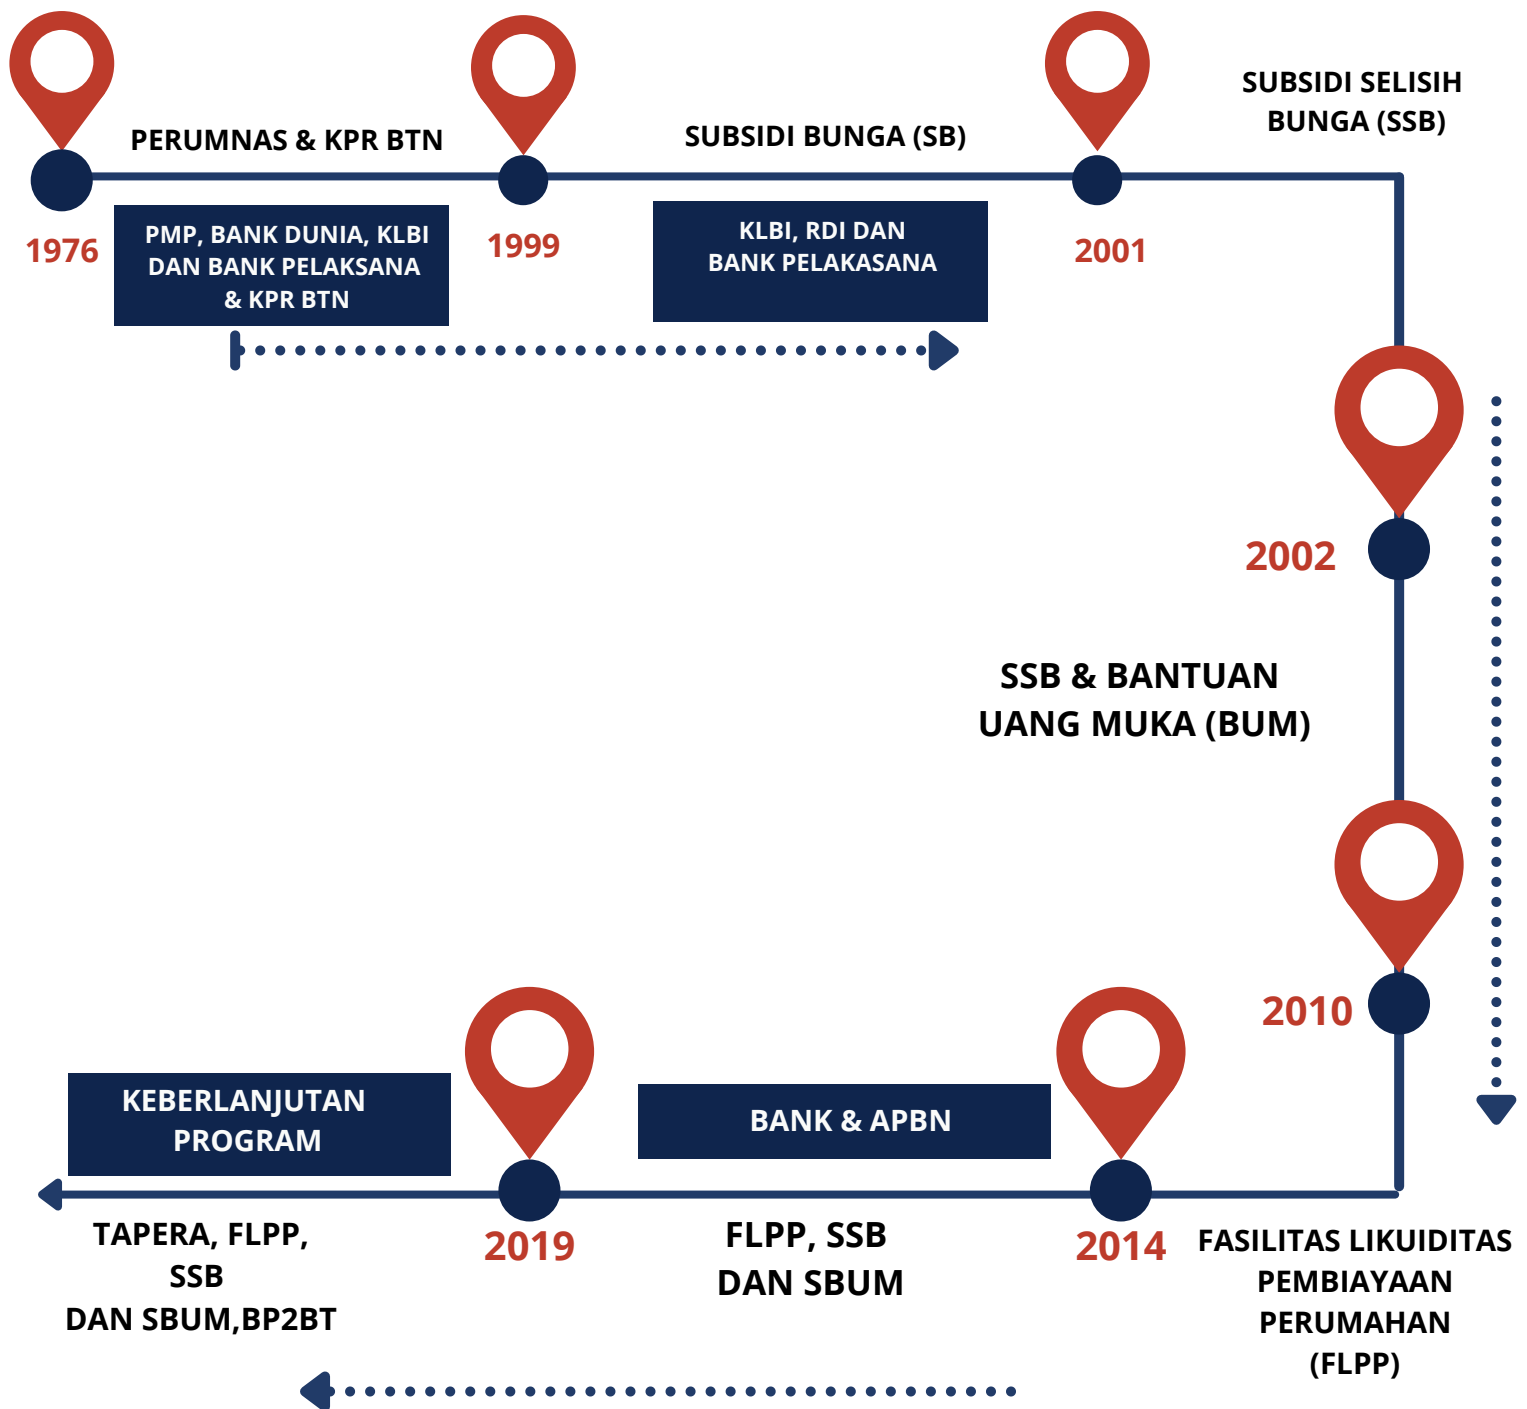 PERUMNAS & KPR BTN
1976
PMP, BANK DUNIA, KLBI
DAN BANK PELAKSANA
& KPR BTN
1999
SUBSIDI BUNGA (SB)
KLBI, RDI DAN
BANK PELAKASANA
2001
SUBSIDI SELISIH
BUNGA (SSB)
2002
SSB & BANTUAN
UANG MUKA (BUM)
2010
FASILITAS LIKUIDITAS
PEMBIAYAAN
PERUMAHAN
(FLPP)
2014
BANK & APBN
FLPP, SSB
DAN SBUM
2019
KEBERLANJUTAN
PROGRAM
TAPERA, FLPP,
SSB
DAN SBUM,BP2BT